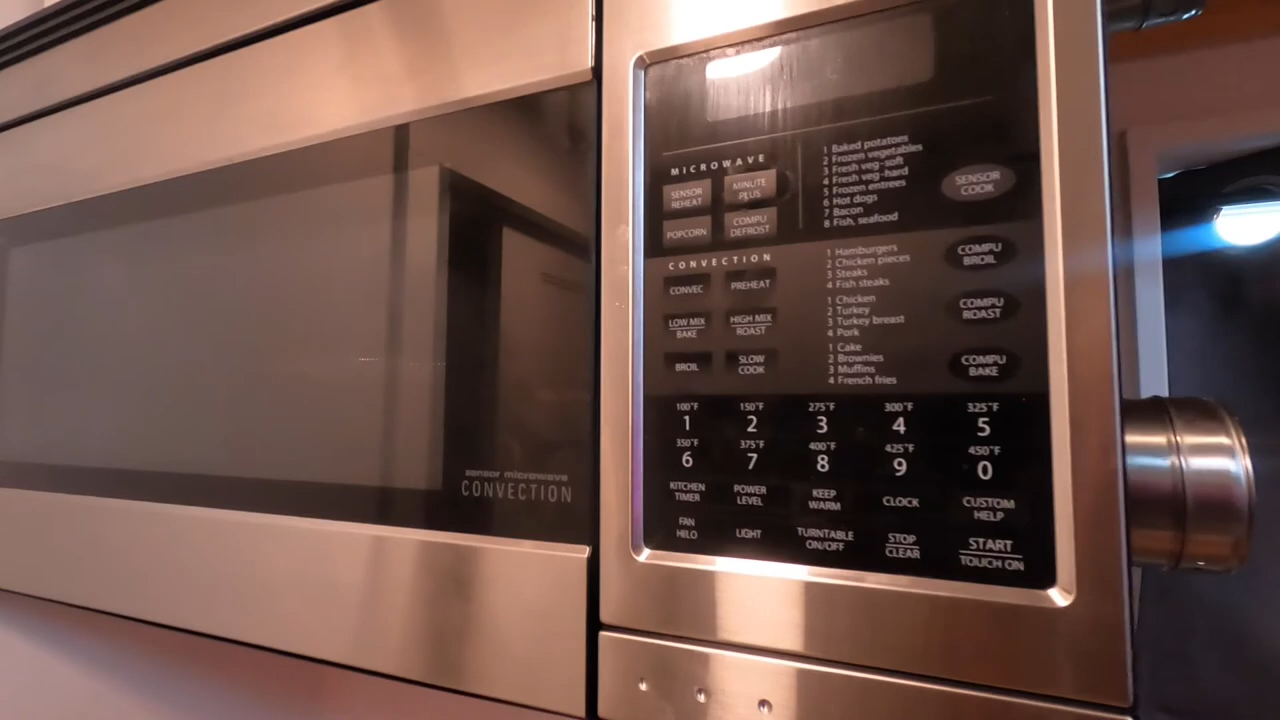 sensor microwave
CONVECTION
MICROWAVE
SENSOR
REHEAT
MINUTE
PLUS
POPCORN
COMPU
DEFROST
1 Baked potatoes
2 Frozen vegetables
3 Fresh veg-soft
4 Fresh veg-hard
5 Frozen entrees
6 Hot dogs
7 Bacon
8 Fish, seafood
SENSOR
COOK
CONVECTION
CONVEC
PREHEAT
LOW MIX
BAKE
HIGH MIX
ROAST
BROIL
SLOW
COOK
1 Hamburgers
2 Chicken pieces
3 Steaks
4 Fish steaks
COMPU
BROIL
1 Chicken
2 Turkey
3 Turkey breast
4 Pork
COMPU
ROAST
1 Cake
2 Brownies
3 Muffins
4 French fries
COMPU
BAKE
100°F 150°F 275°F 300°F 325°F
1 2 3 4 5
350°F 375°F 400°F 425°F 450°F
6 7 8 9 0
KITCHEN
TIMER
POWER
LEVEL
KEEP
WARM
CLOCK
CUSTOM
HELP
FAN
HILO
LIGHT
TURNTABLE
ON/OFF
STOP
CLEAR
START
TOUCH ON